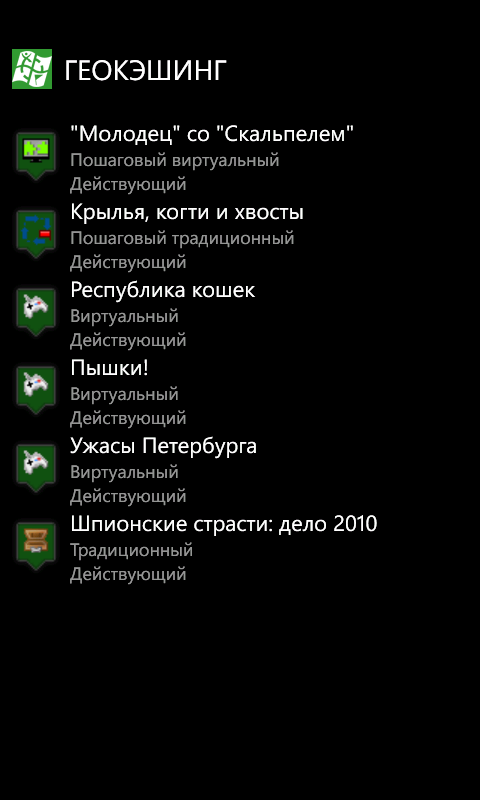 ГЕОКЭШИНГ
"Молодец" со "Скальпелем"
Пошаговый виртуальный
Действующий
Крылья, когти и хвосты
Пошаговый традиционный
Действующий
Республика кошек
Виртуальный
Действующий
Пышки!
Виртуальный
Действующий
Ужасы Петербурга
Виртуальный
Действующий
Шпионские страсти: дело 2010
Традиционный
Действующий